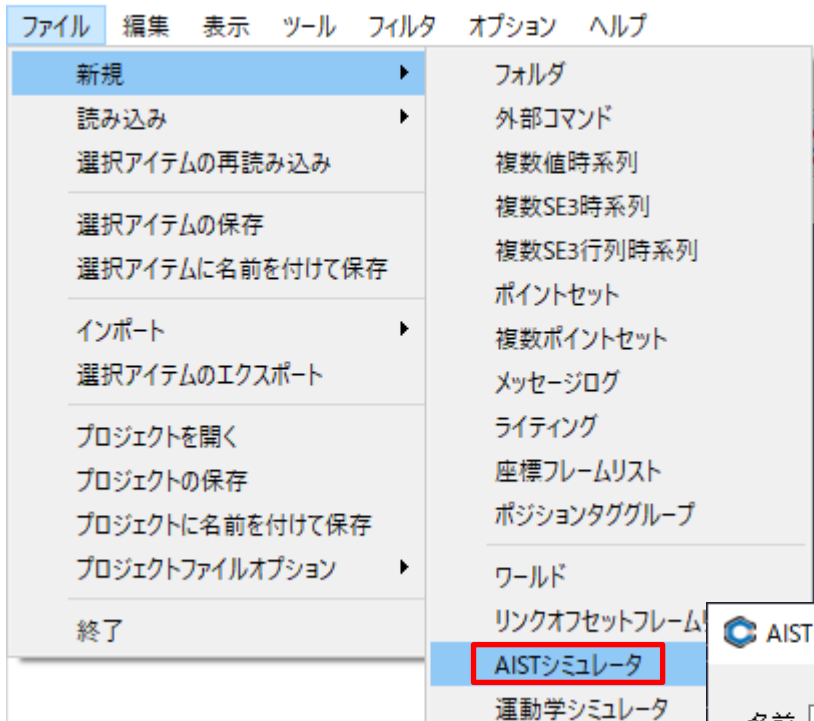 ファイル 編集 表示 ツール フィルタ オプション ヘルプ
新規
読み込み
選択アイテムの再読み込み
選択アイテムの保存
選択アイテムに名前を付けて保存
インポート
選択アイテムのエクスポート
プロジェクトを開く
プロジェクトの保存
プロジェクトに名前を付けて保存
プロジェクトファイルオプション
終了
フォルダ
外部コマンド
複数値時系列
複数SE3時系列
複数SE3行列時系列
ポイントセット
複数ポイントセット
メッセージログ
ライティング
座標フレームリスト
ポジションタググループ
ワールド
リンクオフセットフレーム
AISTシミュレータ
運動学シミュレータ
AIST
名前